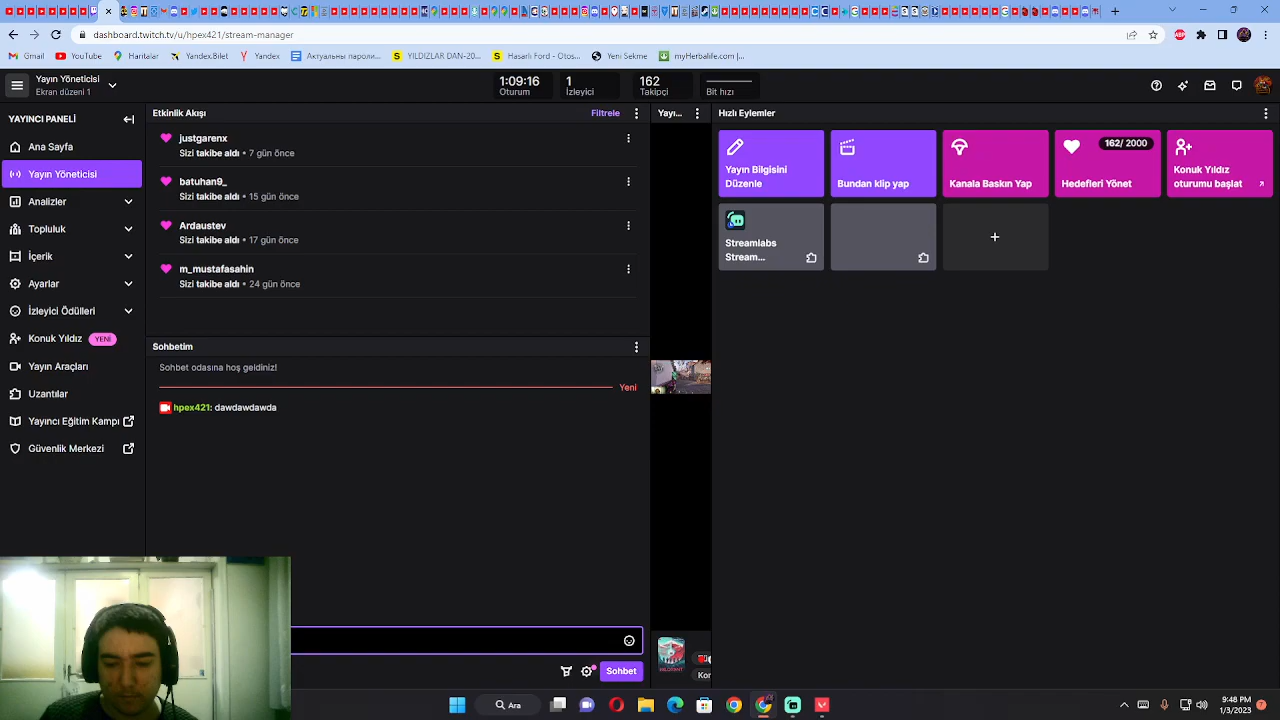 dashboard.twitch.tv/u/hpex421/stream-manager
Gmail
YouTube
Haritalar
Yandex.Bilet
Yandex
Актуальны пароли...
YILDIZLAR DAN-20...
Hasarlı Ford - Otos...
Yeni Sekme
myHerbalife.com |...
Yayın Yöneticisi
Ekran düzeni 1
1:09:16
Oturum
1
İzleyici
162
Takipçi
Bit hızı
YAYINCI PANELİ
Ana Sayfa
Yayın Yöneticisi
Analizler
Topluluk
İçerik
Ayarlar
İzleyici Ödülleri
Konuk Yıldız YENİ
Yayın Araçları
Uzantılar
Yayıncı Eğitim Kampı
Güvenlik Merkezi
Etkinlik Akışı
Filtrele
justgarenx
Sizi takibe aldı • 7 gün önce
batuhan9_
Sizi takibe aldı • 15 gün önce
Ardaustev
Sizi takibe aldı • 17 gün önce
m_mustafasahin
Sizi takibe aldı • 24 gün önce
Sohbetim
Sohbet odasına hoş geldiniz!
Yeni
hpex421: dawdawdawda
Sohbet
Yayı...
Kor
Hızlı Eylemler
Yayın Bilgisini
Düzenle
Bundan klip yap
Kanala Baskın Yap
162/ 2000
Hedefleri Yönet
Konuk Yıldız
oturumu başlat
Streamlabs
Stream...
Ara
9:48 PM
1/3/2023